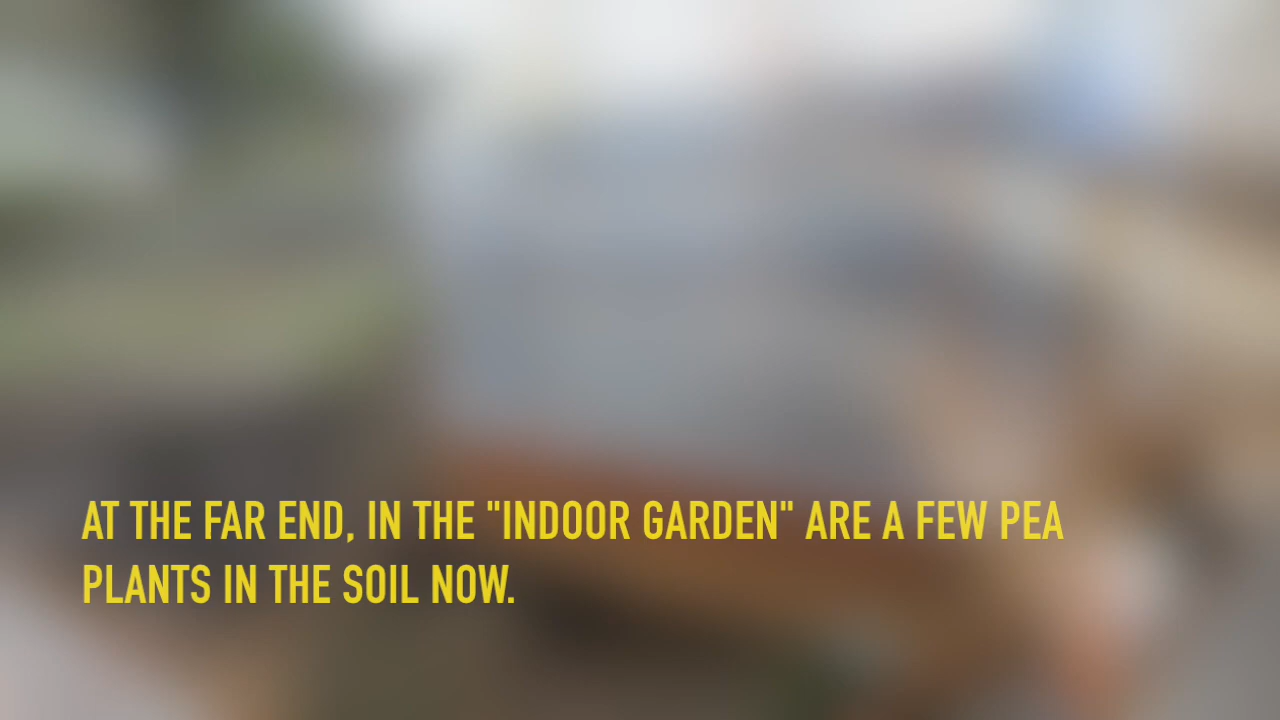 AT THE FAR END, IN THE "INDOOR GARDEN" ARE A FEW PEA
PLANTS IN THE SOIL NOW.